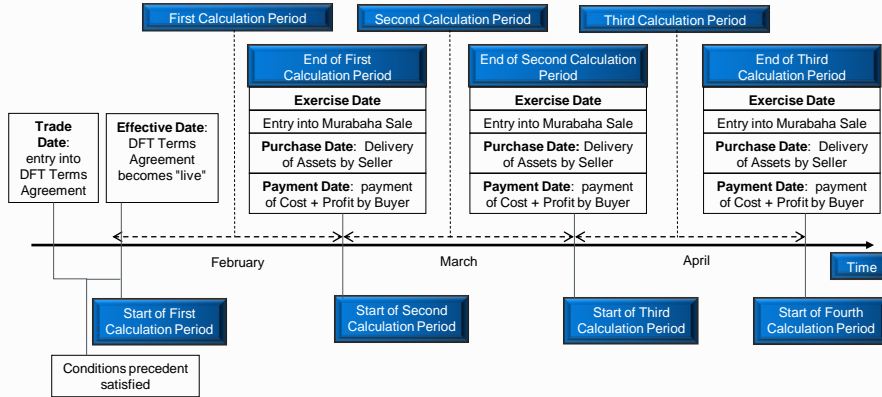 First Calculation Period
Second Calculation Period
Third Calculation Period
End of First
Calculation Period
Exercise Date
Entry into Murabaha Sale
Purchase Date: Delivery
of Assets by Seller
Payment Date: payment
of Cost + Profit by Buyer
End of Second Calculation
Period
Exercise Date
Entry into Murabaha Sale
Purchase Date: Delivery
of Assets by Seller
Payment Date: payment
of Cost + Profit by Buyer
End of Third
Calculation Period
Exercise Date
Entry into Murabaha Sale
Purchase Date: Delivery
of Assets by Seller
Payment Date: payment
of Cost + Profit by Buyer
Trade
Date:
entry into
DFT Terms
Agreement
Effective Date:
DFT Terms
Agreement
becomes "live"
February
March
April
Time
Start of First
Calculation Period
Start of Second
Calculation Period
Start of Third
Calculation Period
Start of Fourth
Calculation Period
Conditions precedent
satisfied